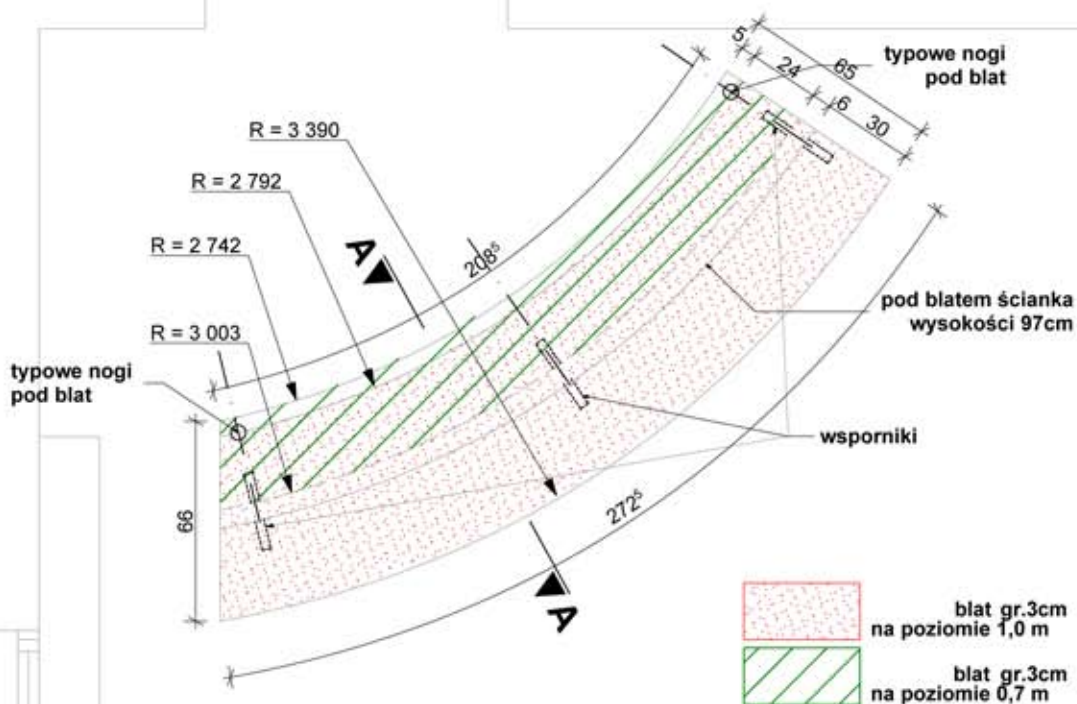 5
24
65
6
30
typowe nogi
pod blat
R = 3 390
R = 2 792
R = 2 742
R = 3 003
A
208⁵
pod blatem ścianka
wysokości 97cm
typowe nogi
pod blat
wsporniki
66
272⁵
A
blat gr.3cm
na poziomie 1,0 m
blat gr.3cm
na poziomie 0,7 m